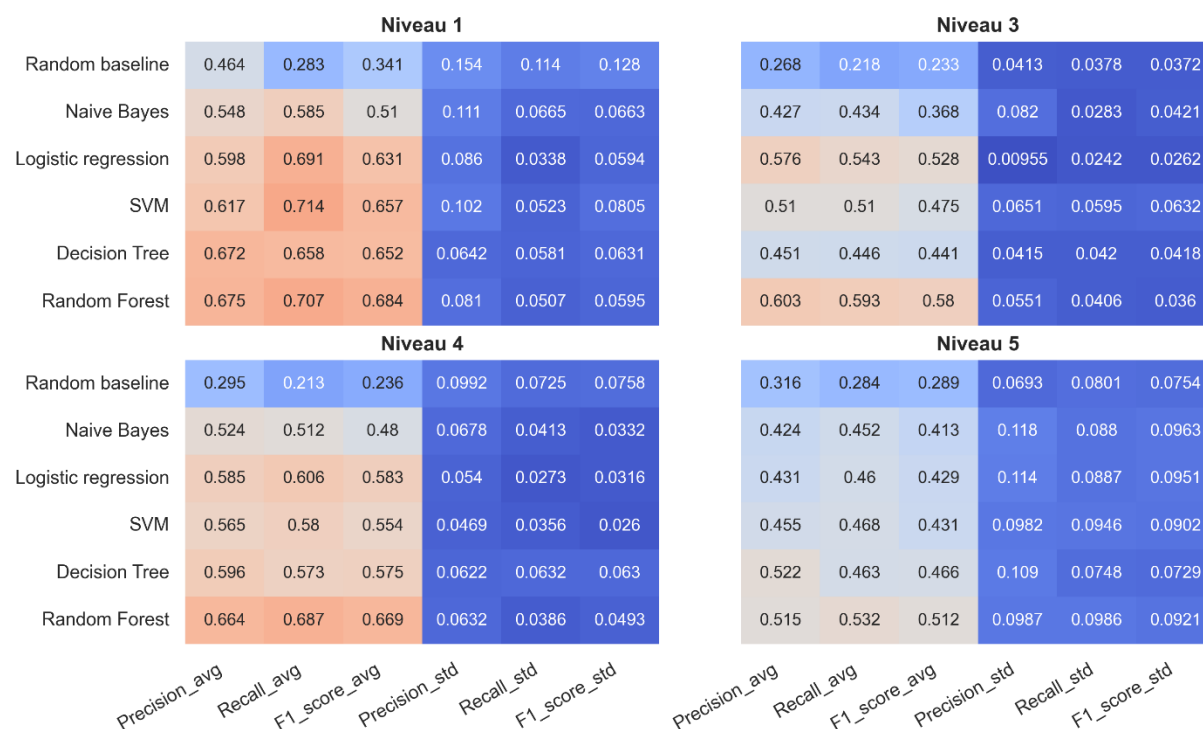 Niveau 1
Random baseline 0.464 0.283 0.341 0.154 0.114 0.128
Naive Bayes 0.548 0.585 0.51 0.111 0.0665 0.0663
Logistic regression 0.598 0.691 0.631 0.086 0.0338 0.0594
SVM 0.617 0.714 0.657 0.102 0.0523 0.0805
Decision Tree 0.672 0.658 0.652 0.0642 0.0581 0.0631
Random Forest 0.675 0.707 0.684 0.081 0.0507 0.0595
Niveau 3
0.268 0.218 0.233 0.0413 0.0378 0.0372
0.427 0.434 0.368 0.082 0.0283 0.0421
0.576 0.543 0.528 0.00955 0.0242 0.0262
0.51 0.51 0.475 0.0651 0.0595 0.0632
0.451 0.446 0.441 0.0415 0.042 0.0418
0.603 0.593 0.58 0.0551 0.0406 0.036
Niveau 4
Random baseline 0.295 0.213 0.236 0.0992 0.0725 0.0758
Naive Bayes 0.524 0.512 0.48 0.0678 0.0413 0.0332
Logistic regression 0.585 0.606 0.583 0.054 0.0273 0.0316
SVM 0.565 0.58 0.554 0.0469 0.0356 0.026
Decision Tree 0.596 0.573 0.575 0.0622 0.0632 0.063
Random Forest 0.664 0.687 0.669 0.0632 0.0386 0.0493
Precision_avg Recall_avg F1_score_avg Precision_std Recall_std F1_score_std
Niveau 5
0.316 0.284 0.289 0.0693 0.0801 0.0754
0.424 0.452 0.413 0.118 0.088 0.0963
0.431 0.46 0.429 0.114 0.0887 0.0951
0.455 0.468 0.431 0.0982 0.0946 0.0902
0.522 0.463 0.466 0.109 0.0748 0.0729
0.515 0.532 0.512 0.0987 0.0986 0.0921
Precision_avg Recall_avg F1_score_avg Precision_std Recall_std F1_score_std